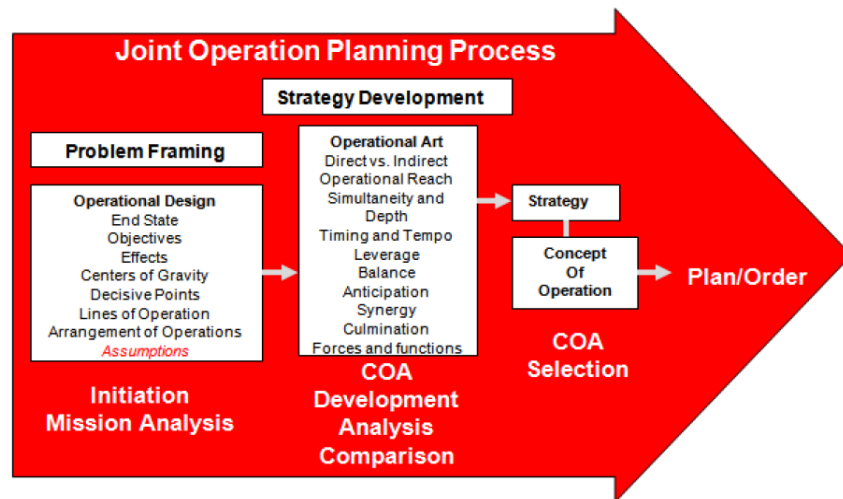 Joint Operation Planning Process
Strategy Development
Problem Framing
Operational Design
End State
Objectives
Effects
Centers of Gravity
Decisive Points
Lines of Operation
Arrangement of Operations
Assumptions
Initiation
Mission Analysis
Operational Art
Direct vs. Indirect
Operational Reach
Simultaneity and
Depth
Timing and Tempo
Leverage
Balance
Anticipation
Synergy
Culmination
Forces and functions
COA
Development
Analysis
Comparison
Strategy
Concept
Of
Operation
COA
Selection
Plan/Order